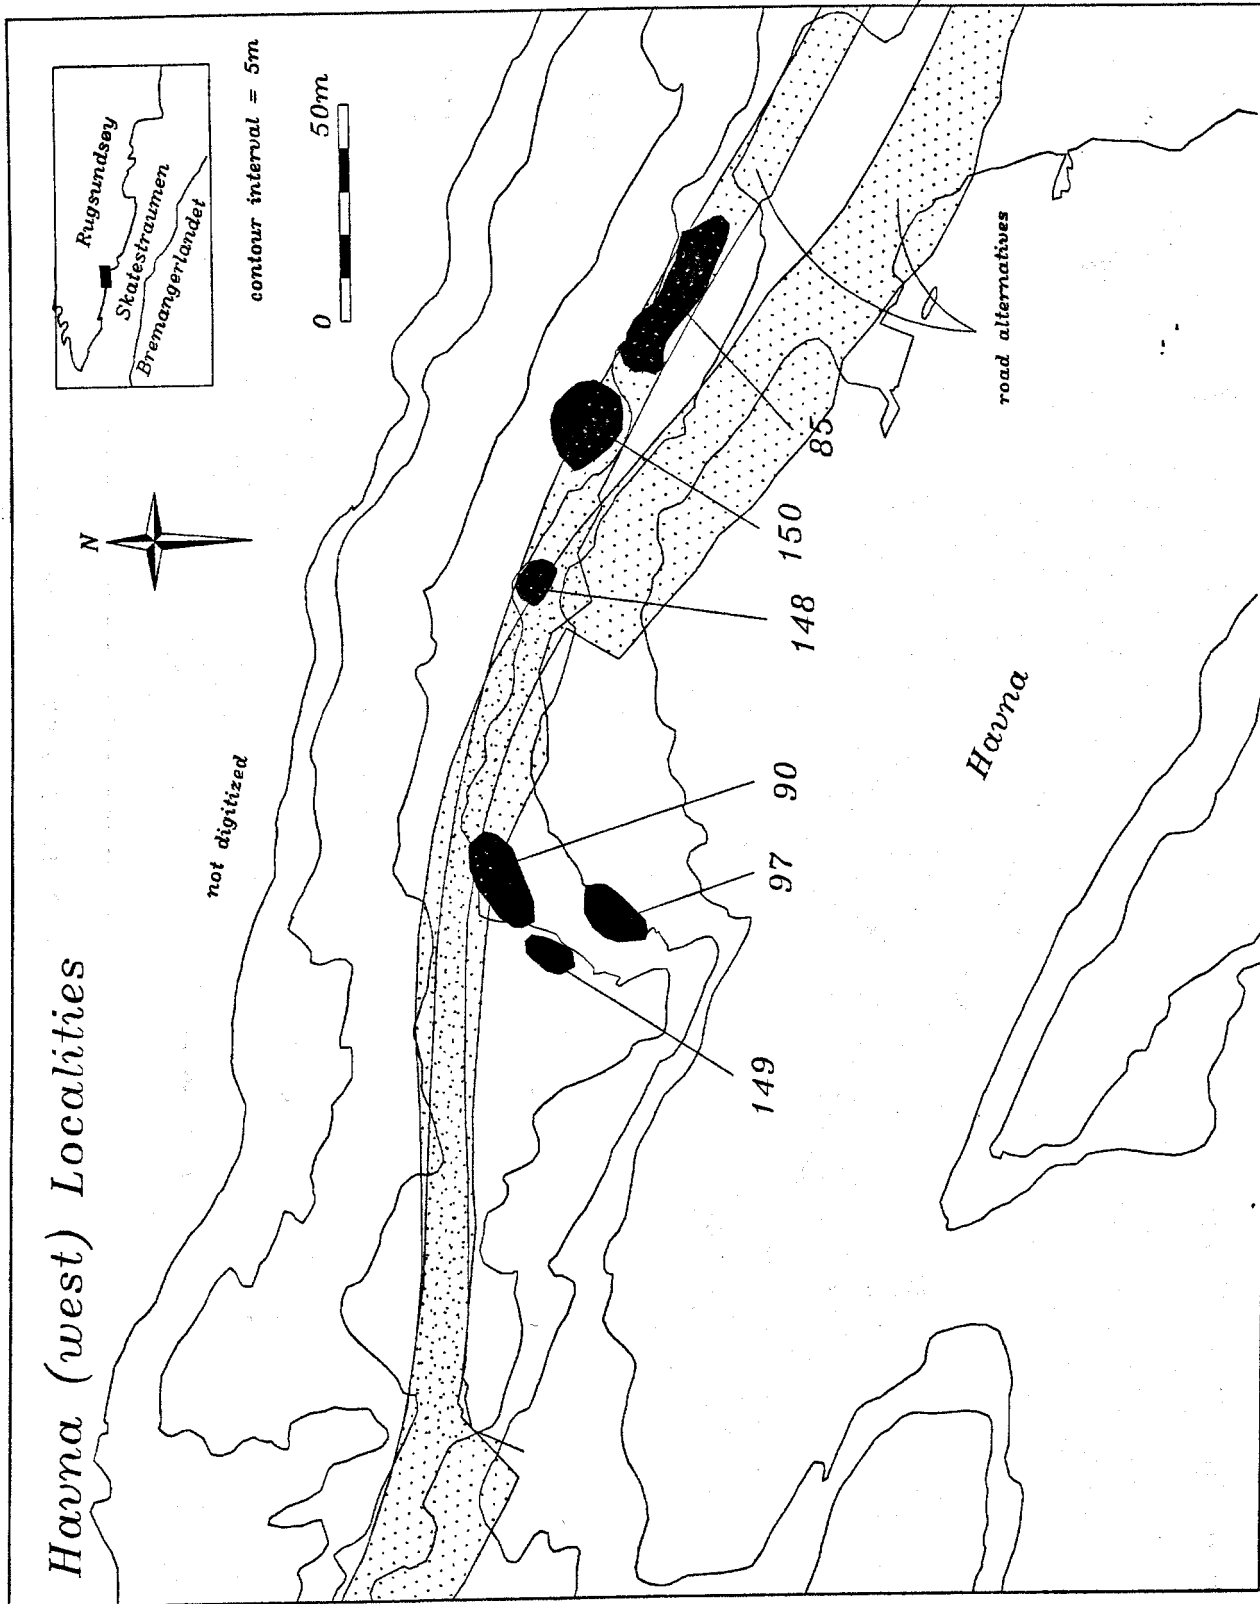 Havna (west) Localities
N
Rugsundsøy
Skatestraumen
Bremangerlandet
contour interval = 5m
0
50m
not digitized
149
97
90
148
150
85
Havna
road alternatives